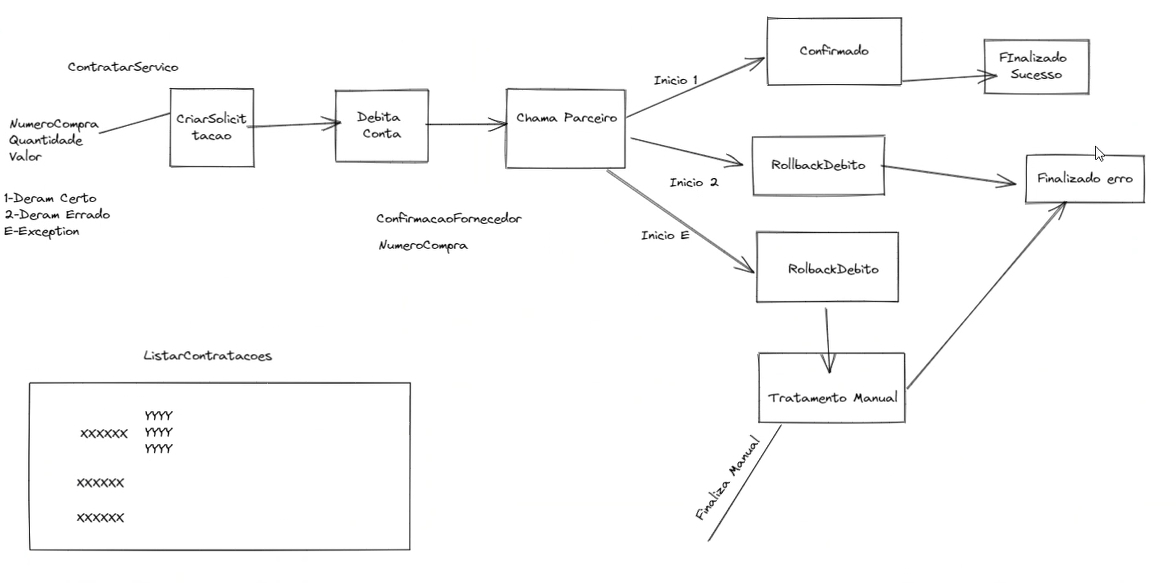 ContratarServico
NumeroCompra
Quantidade
Valor
1-Deram Certo
2-Deram Errado
E-Exception
CriarSolicit
tacao
Debita
Conta
Chama Parceiro
ConfirmacaoFornecedor
NumeroCompra
Inicio 1
Inicio 2
Inicio E
Confirmado
FInalizado
Sucesso
RollbackDebito
Finalizado erro
RolbackDebito
Tratamento Manual
Finaliza Manual
ListarContratacoes
YYYY
XXXXXX YYYY
YYYY
XXXXXX
XXXXXX